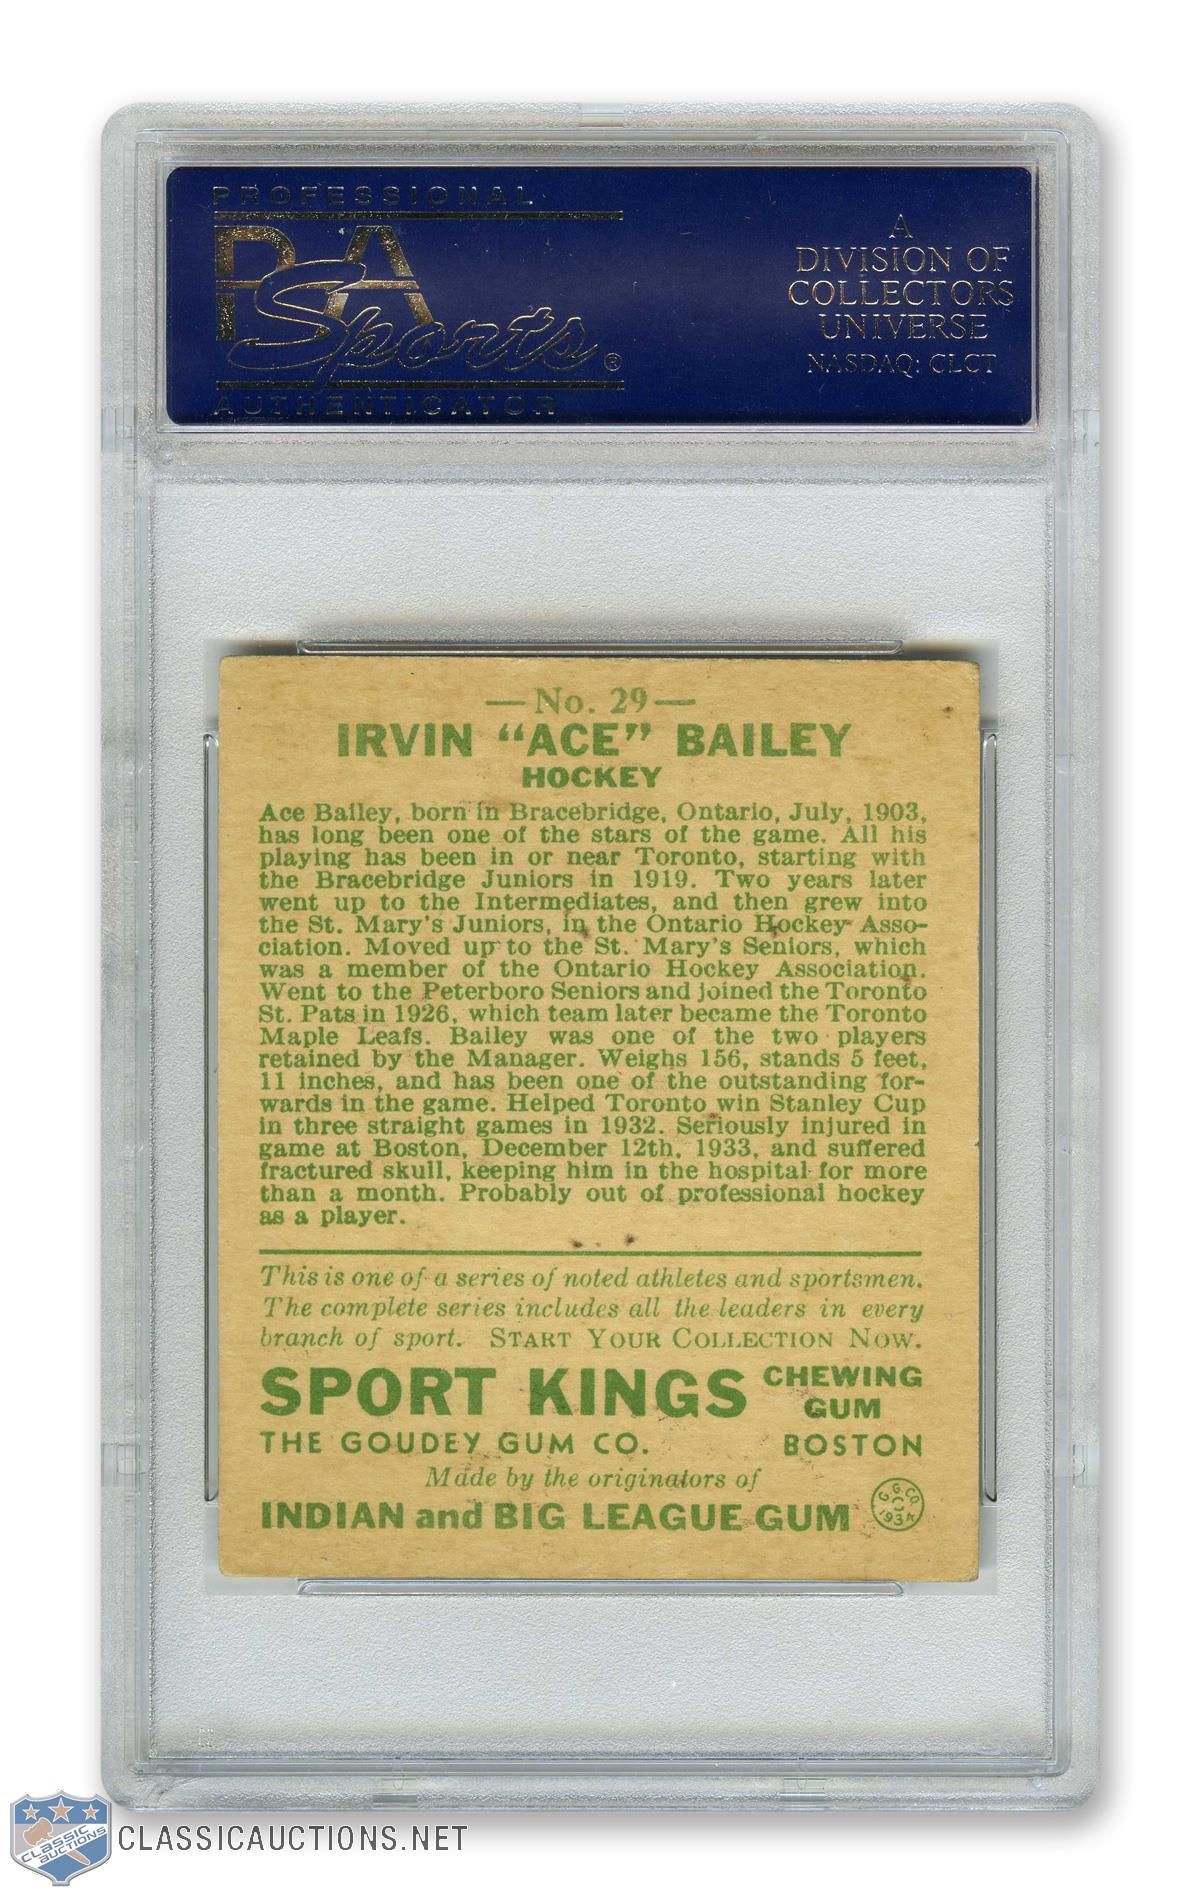 PROFESSIONAL
PSA
Sports®
AUTHENTICATOR
A
DIVISION OF
COLLECTORS
UNIVERSE
NASDAQ: CLCT
— No. 29 —
IRVIN "ACE" BAILEY
HOCKEY
Ace Bailey, born in Bracebridge, Ontario, July, 1903,
has long been one of the stars of the game. All his
playing has been in or near Toronto, starting with
the Bracebridge Juniors in 1919. Two years later
went up to the Intermediates, and then grew into
the St. Mary's Juniors, in the Ontario Hockey Asso-
ciation. Moved up to the St. Mary's Seniors, which
was a member of the Ontario Hockey Association.
Went to the Peterboro Seniors and joined the Toronto
St. Pats in 1926, which team later became the Toronto
Maple Leafs. Bailey was one of the two players
retained by the Manager. Weighs 156, stands 5 feet,
11 inches, and has been one of the outstanding for-
wards in the game. Helped Toronto win Stanley Cup
in three straight games in 1932. Seriously injured in
game at Boston, December 12th, 1933, and suffered
fractured skull, keeping him in the hospital for more
than a month. Probably out of professional hockey
as a player.
This is one of a series of noted athletes and sportsmen.
The complete series includes all the leaders in every
branch of sport. START YOUR COLLECTION NOW.
SPORT KINGS CHEWING GUM
THE GOUDEY GUM CO. BOSTON
Made by the originators of
INDIAN and BIG LEAGUE GUM
G. G. CO.
C
1934
classic
auctions
CLASSICAUCTIONS.NET